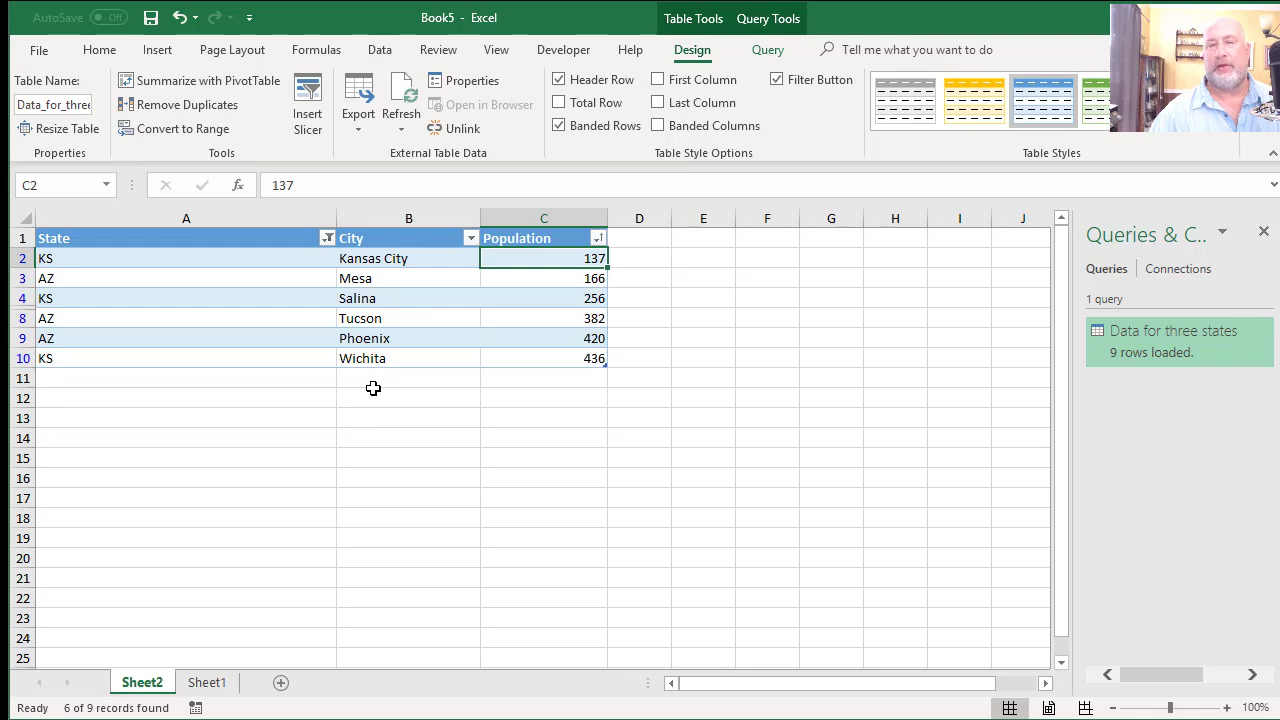 AutoSave Off
Book5 - Excel
Table Tools Query Tools
File Home Insert Page Layout Formulas Data Review View Developer Help Design Query Tell me what you want to do
Table Name:
Data_for_three
Resize Table
Properties
Summarize with PivotTable
Remove Duplicates
Convert to Range
Tools
Insert
Slicer
Export
Refresh
Properties
Open in Browser
Unlink
External Table Data
Header Row
Total Row
Banded Rows
First Column
Last Column
Banded Columns
Filter Button
Table Style Options
Table Styles
C2
fx
137
A B C D E F G H I J
1 State City Population
2 KS Kansas City 137
3 AZ Mesa 166
4 KS Salina 256
8 AZ Tucson 382
9 AZ Phoenix 420
10 KS Wichita 436
11
12
13
14
15
16
17
18
19
20
21
22
23
24
25
Queries & C..
Queries Connections
1 query
Data for three states
9 rows loaded.
Sheet2 Sheet1
Ready 6 of 9 records found
100%